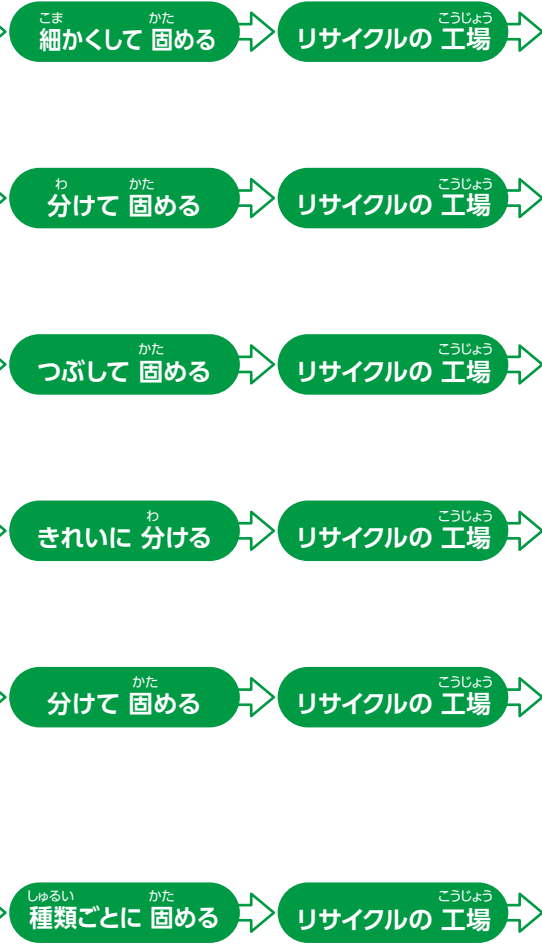 こま かた こうじょう
細かくして 固める リサイクルの 工場
わ かた こうじょう
分けて 固める リサイクルの 工場
かた こうじょう
つぶして 固める リサイクルの 工場
わ こうじょう
きれいに 分ける リサイクルの 工場
かた こうじょう
分けて 固める リサイクルの 工場
しゅるい かた こうじょう
種類ごとに 固める リサイクルの 工場